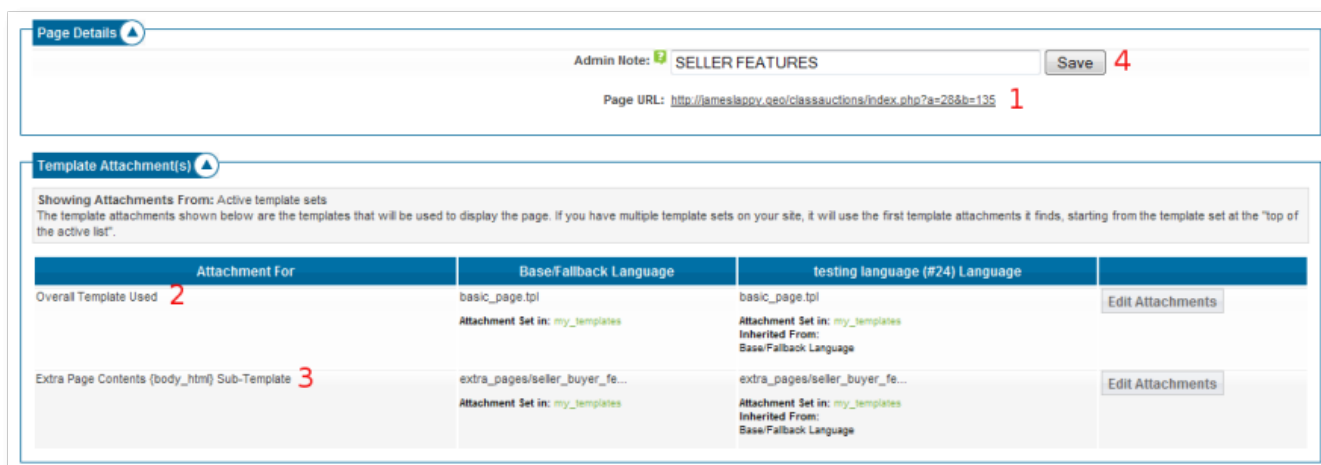 Page Details
Admin Note: SELLER FEATURES Save 4
Page URL: http://jameslappy.geo/classauctions/index.php?a=28&b=135 1
Template Attachment(s)
Showing Attachments From: Active template sets
The template attachments shown below are the templates that will be used to display the page. If you have multiple template sets on your site, it will use the first template attachments it finds, starting from the template set at the "top of
the active list".
Attachment For Base/Fallback Language testing language (#24) Language
Overall Template Used 2 basic_page.tpl basic_page.tpl Edit Attachments
Attachment Set in: my_templates Attachment Set in: my_templates
Inherited From:
Base/Fallback Language
Extra Page Contents {body_html} Sub-Template 3 extra_pages/seller_buyer_fe... extra_pages/seller_buyer_fe... Edit Attachments
Attachment Set in: my_templates Attachment Set in: my_templates
Inherited From:
Base/Fallback Language